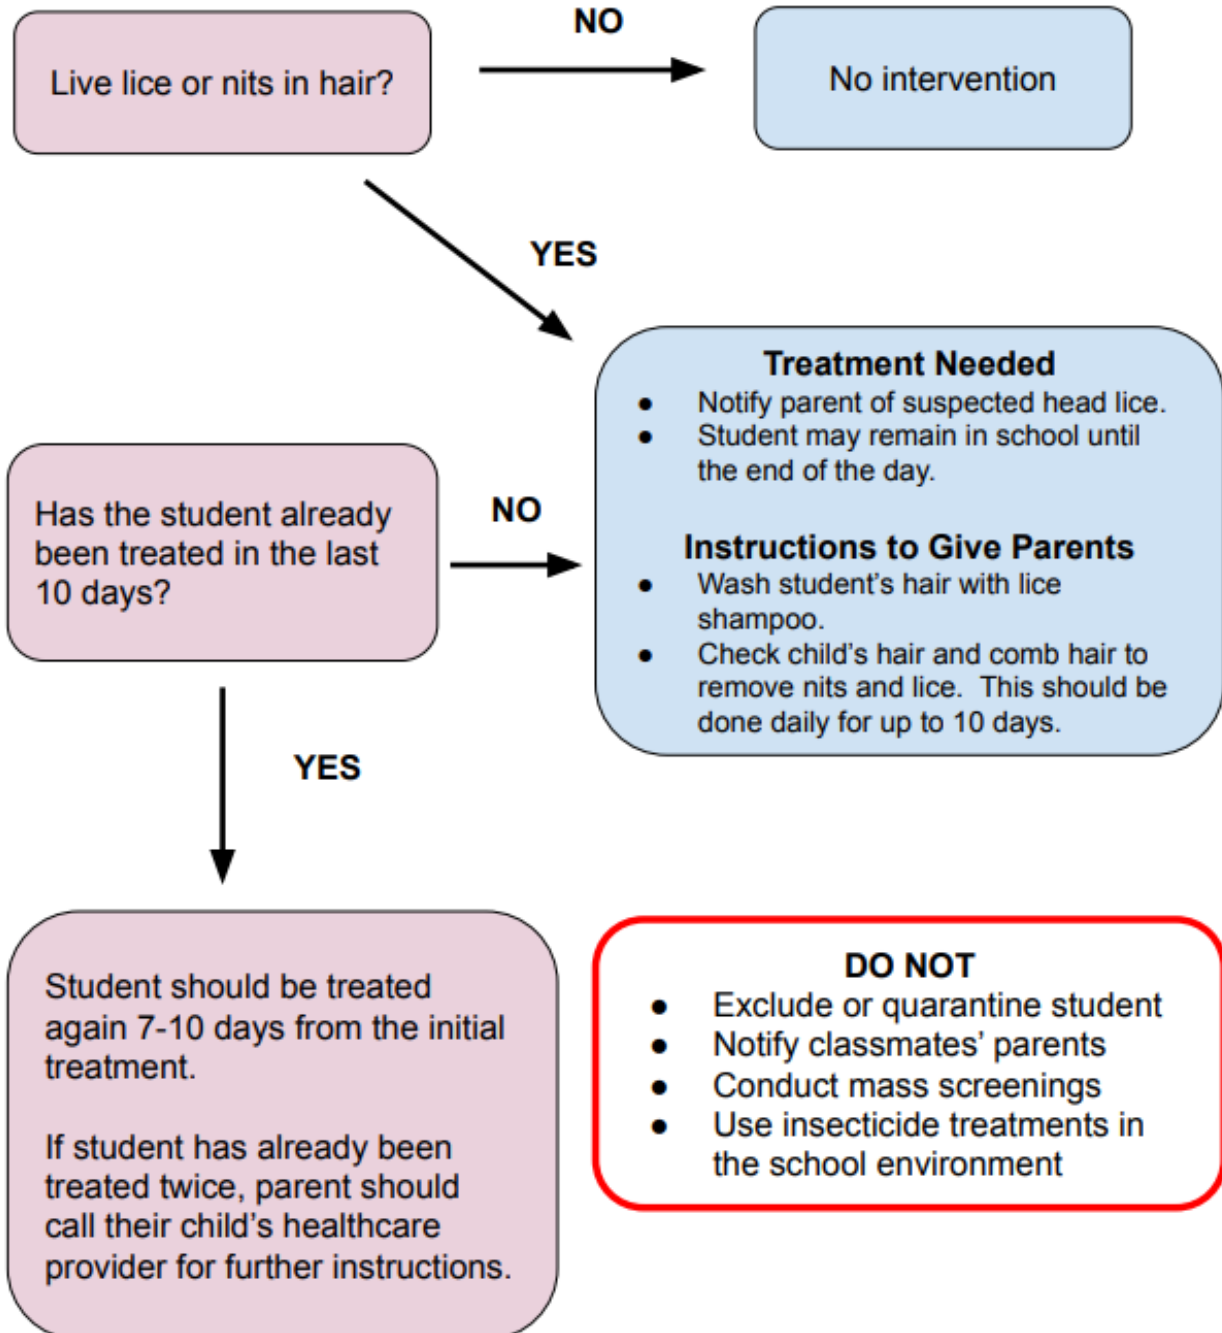 Live lice or nits in hair?
NO
No intervention
YES
Treatment Needed
● Notify parent of suspected head lice.
● Student may remain in school until
the end of the day.
Instructions to Give Parents
● Wash student’s hair with lice
shampoo.
● Check child’s hair and comb hair to
remove nits and lice.  This should be
done daily for up to 10 days.
Has the student already
been treated in the last
10 days?
NO
YES
Student should be treated
again 7-10 days from the initial
treatment.
If student has already been
treated twice, parent should
call their child’s healthcare
provider for further instructions.
DO NOT
● Exclude or quarantine student
● Notify classmates’ parents
● Conduct mass screenings
● Use insecticide treatments in
the school environment